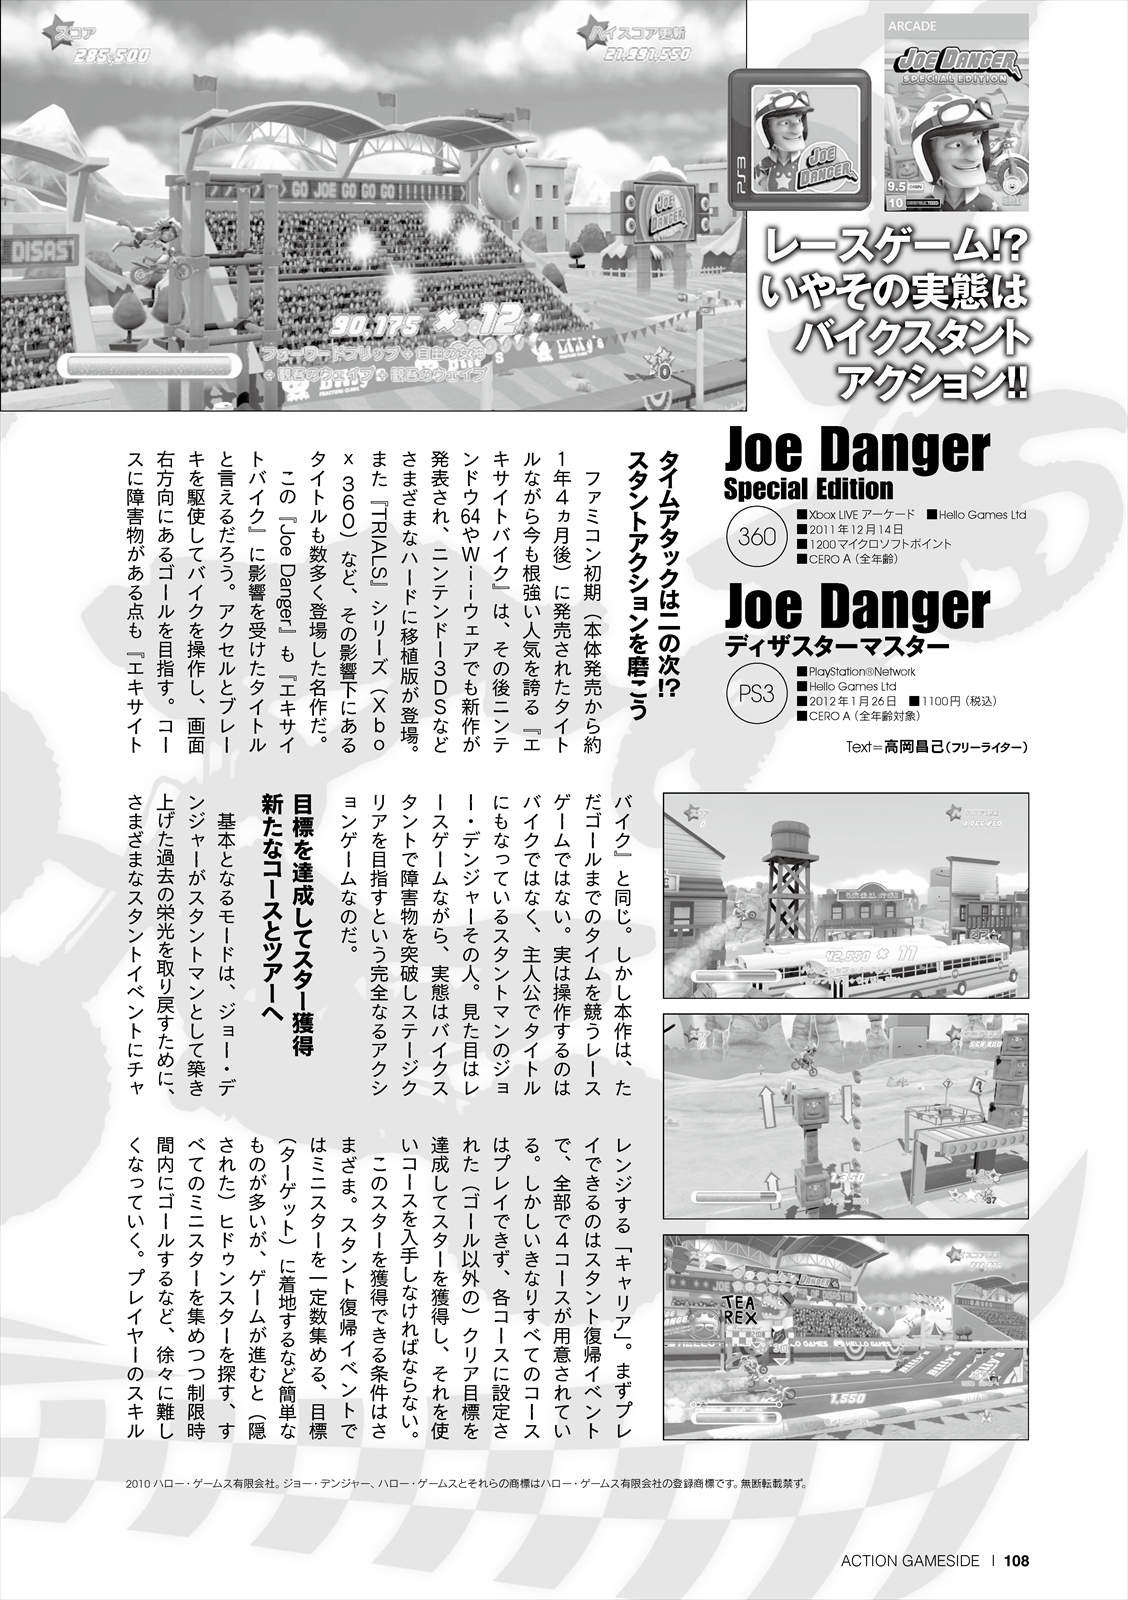 スコア
285,500
ハイスコア更新
21,991,550
GO JOE GO GO GO
JOE DANGER
90,175 × 12
フォーワードフリップ + 自由の女神
+ 観客のウェイブ + 観客のウェイブ
0
PS3
JOE DANGER
ARCADE
JOE DANGER
SPECIAL EDITION
9.5
10
レースゲーム!?
いやその実態は
バイクスタント
アクション!!
Joe Danger
Special Edition
360
■Xbox LIVE アーケード ■Hello Games Ltd
■2011年12月14日
■1200マイクロソフトポイント
■CERO A（全年齢）
Joe Danger
ディザスターマスター
PS3
■PlayStation®Network
■Hello Games Ltd
■2012年1月26日 ■1100円（税込）
■CERO A（全年齢対象）
Text=高岡昌己（フリーライター）
タイムアタックは二の次!?
スタントアクションを磨こう
ファミコン初期（本体発売から約
1年4ヵ月後）に発売されたタイト
ルながら今も根強い人気を誇る『エ
キサイトバイク』は、その後ニンテ
ンドウ64やWiiウェアでも新作が
発表され、ニンテンドー3DSなど
さまざまなハードに移植版が登場。
また『TRIALS』シリーズ（Xbo
x 360）など、その影響下にある
タイトルも数多く登場した名作だ。
この『Joe Danger』も『エキサイ
トバイク』に影響を受けたタイトル
と言えるだろう。アクセルとブレー
キを駆使してバイクを操作し、画面
右方向にあるゴールを目指す。コー
スに障害物がある点も『エキサイト
バイク』と同じ。しかし本作は、た
だゴールまでのタイムを競うレース
ゲームではない。実は操作するのは
バイクではなく、主人公でタイトル
にもなっているスタントマンのジョ
ー・デンジャーその人。見た目はレ
ースゲームながら、実態はバイクス
タントで障害物を突破しステージク
リアを目指すという完全なるアクシ
ョンゲームなのだ。
目標を達成してスター獲得
新たなコースとツアーへ
基本となるモードは、ジョー・デ
ンジャーがスタントマンとして築き
上げた過去の栄光を取り戻すために、
さまざまなスタントイベントにチャ
レンジする「キャリア」。まずプレ
イできるのはスタント復帰イベント
で、全部で4コースが用意されてい
る。しかしいきなりすべてのコース
はプレイできず、各コースに設定さ
れた（ゴール以外の）クリア目標を
達成してスターを獲得し、それを使
いコースを入手しなければならない。
このスターを獲得できる条件はさ
まざま。スタント復帰イベントで
はミニスターを一定数集める、目標
（ターゲット）に着地するなど簡単な
ものが多いが、ゲームが進むと（隠
された）ヒドゥンスターを探す、す
べてのミニスターを集めつつ制限時
間内にゴールするなど、徐々に難し
くなっていく。プレイヤーのスキル
42,550 × 11
1,350
37
TEA
REX
1,550
2010 ハロー・ゲームス有限会社。ジョー・デンジャー、ハロー・ゲームスとそれらの商標はハロー・ゲームス有限会社の登録商標です。無断転載禁ず。
ACTION GAMESIDE | 108